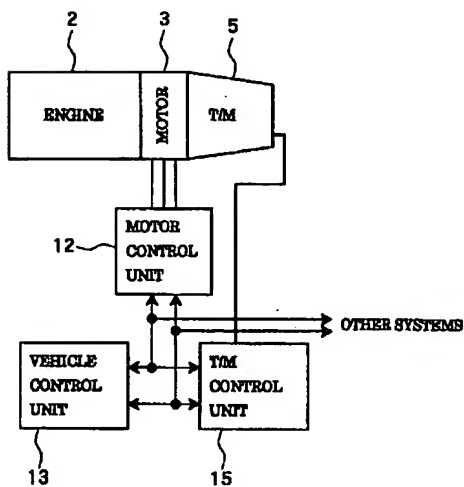 2
3
5
ENGINE
MOTOR
T/M
12
MOTOR
CONTROL
UNIT
OTHER SYSTEMS
VEHICLE
CONTROL
UNIT
T/M
CONTROL
UNIT
13
15